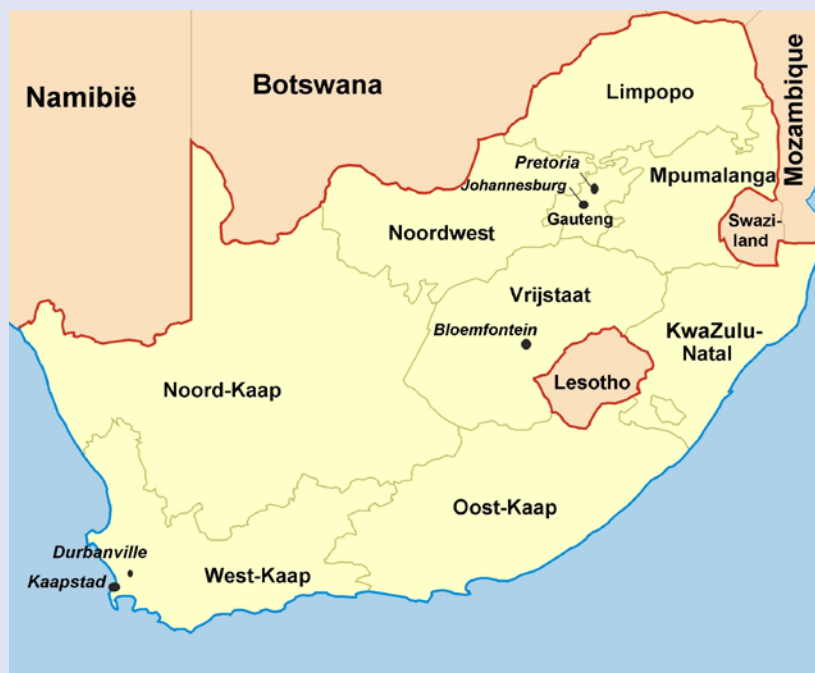 Namibië
Botswana
Limpopo
Mozambique
Pretoria
Johannesburg
Mpumalanga
Gauteng
Noordwest
Swazi-
land
Vrijstaat
Bloemfontein
KwaZulu-
Natal
Noord-Kaap
Lesotho
Oost-Kaap
Durbanville
Kaapstad
West-Kaap